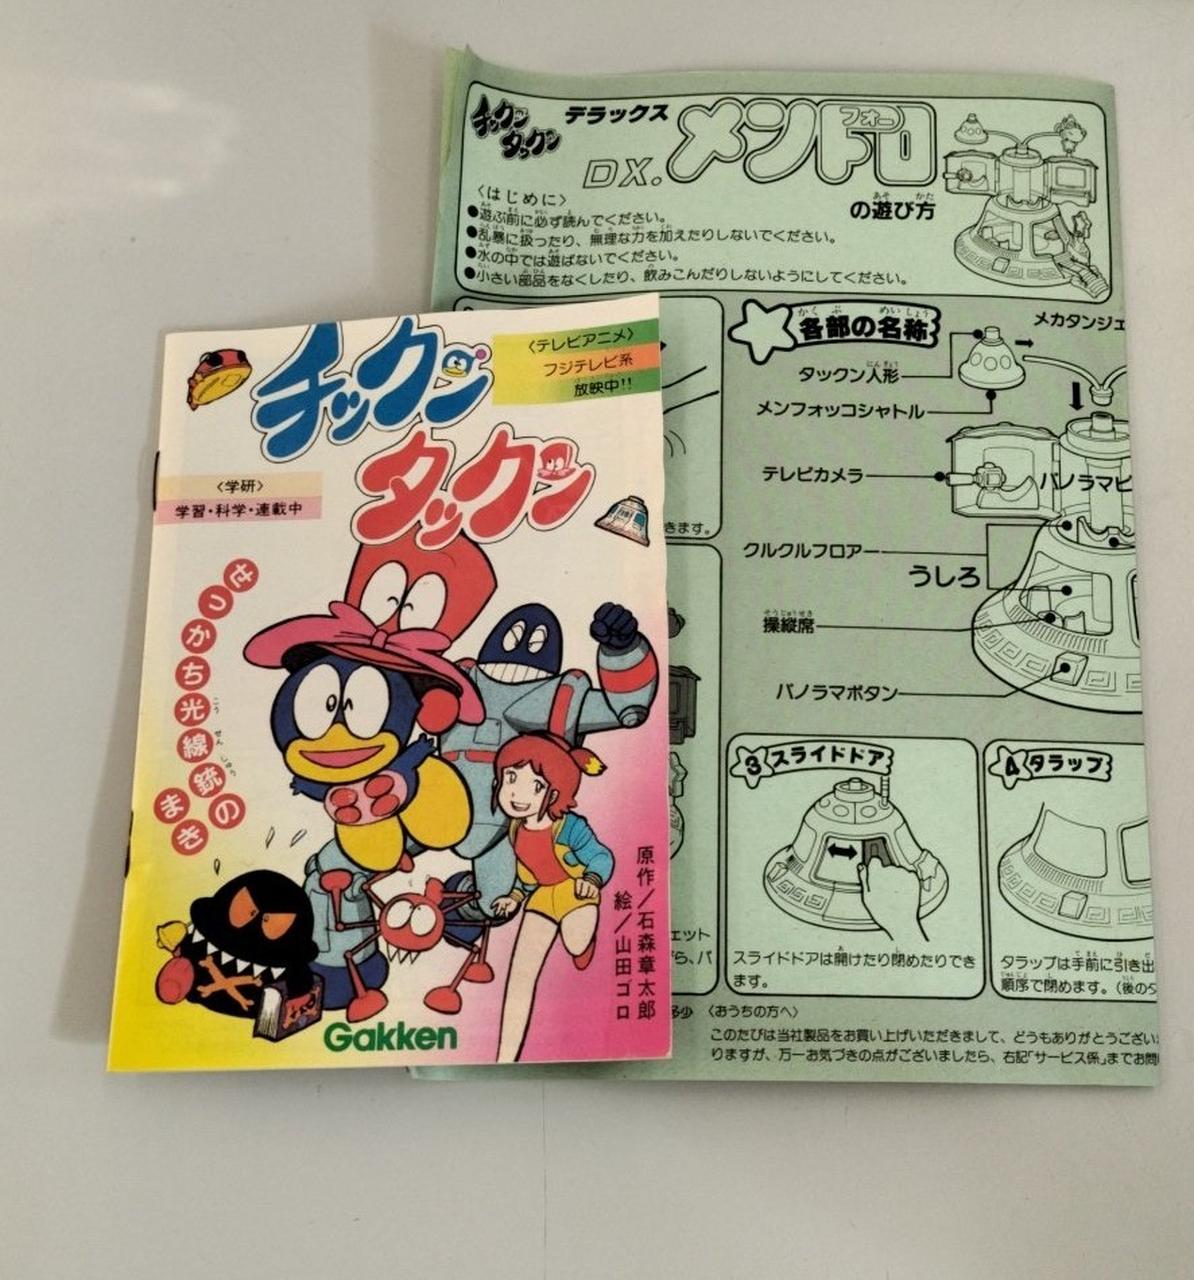 チックン
タックン
〈テレビアニメ〉
フジテレビ系
放映中!!
〈学研〉
学習・科学・連載中
せっかち光線銃の
まき
原作/石森章太郎
絵/山田ゴロ
Gakken
チックン
タックン
デラックス
DX.メンドロ
フォー
の遊び方
〈はじめに〉
●遊ぶ前に必ず読んでください。
●乱暴に扱ったり、無理な力を加えたりしないでください。
●水の中では遊ばないでください。
●小さい部品をなくしたり、飲みこんだりしないようにしてください。
各部の名称
メカタンジェ
タックン人形
メンフォッコシャトル
テレビカメラ
パノラマビ
クルクルフロアー
うしろ
操縦席
パノラマボタン
きます。
3 スライドドア
スライドドアは開けたり閉めたりでき
ます。
4 タラップ
タラップは手前に引き出
順序で閉めます。(後の
ェット
ら、パ
〈おうちの方へ〉
このたびは当社製品をお買い上げいただきまして、どうもありがとうござい
りますが、万一お気づきの点がございましたら、右記「サービス係」までお問